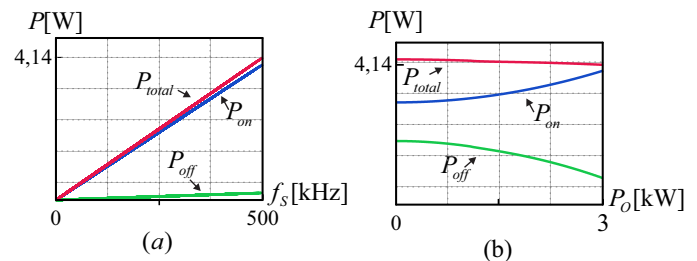 P[W]
4,14
P_total
P_on
P_off
f_S[kHz]
0
500
(a)
P[W]
4,14
P_total
P_on
P_off
P_O[kW]
0
3
(b)